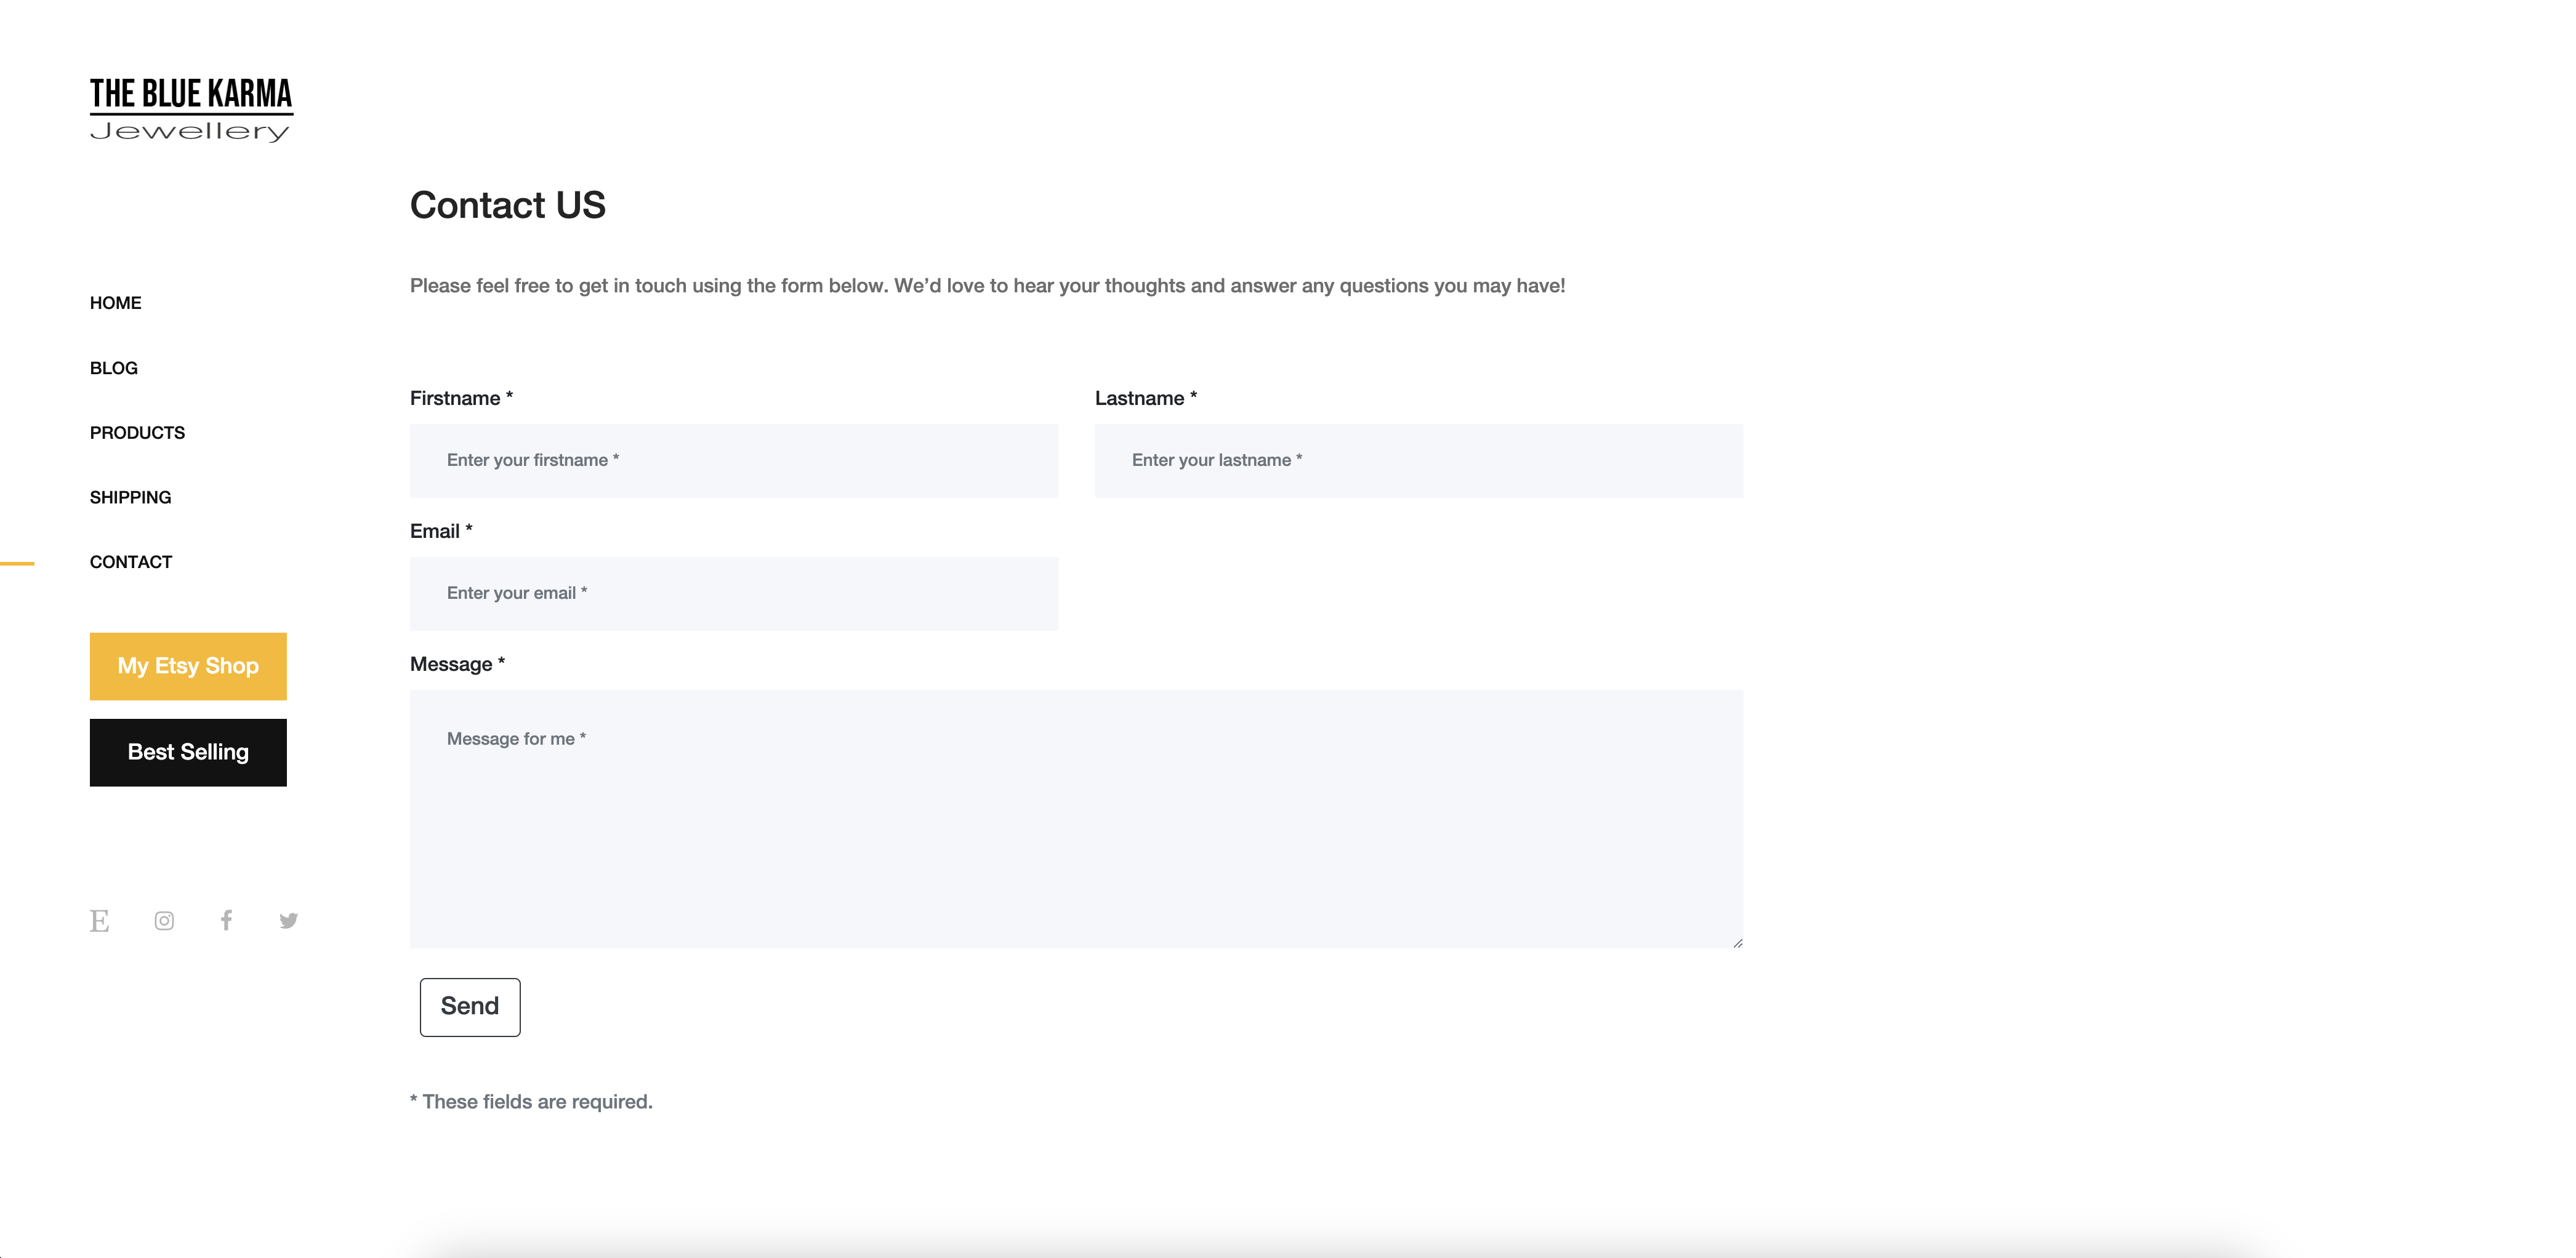 THE BLUE KARMA
Jewellery
HOME
BLOG
PRODUCTS
SHIPPING
CONTACT
My Etsy Shop
Best Selling
E
Contact US
Please feel free to get in touch using the form below. We’d love to hear your thoughts and answer any questions you may have!
Firstname *
Lastname *
Enter your firstname *
Enter your lastname *
Email *
Enter your email *
Message *
Message for me *
Send
* These fields are required.